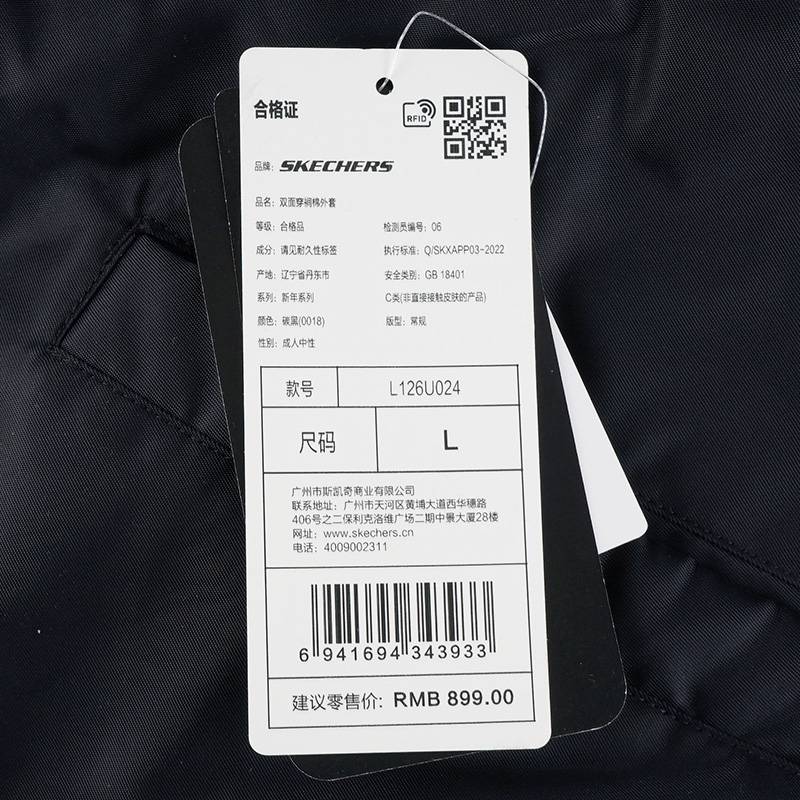 合格证
RFID
品牌: SKECHERS
品名: 双面穿裥棉外套
等级: 合格品 检测员编号: 06
成分: 请见耐久性标签 执行标准: Q/SKXAPP03-2022
产地: 辽宁省丹东市 安全类别: GB 18401
系列: 新年系列 C类(非直接接触皮肤的产品)
颜色: 碳黑(0018) 版型: 常规
性别: 成人中性
款号 L126U024
尺码 L
广州市斯凯奇商业有限公司
联系地址: 广州市天河区黄埔大道西华穗路
406号之二保利克洛维广场二期中景大厦28楼
网址: www.skechers.cn
电话: 4009002311
6 941694 343933
建议零售价: RMB 899.00